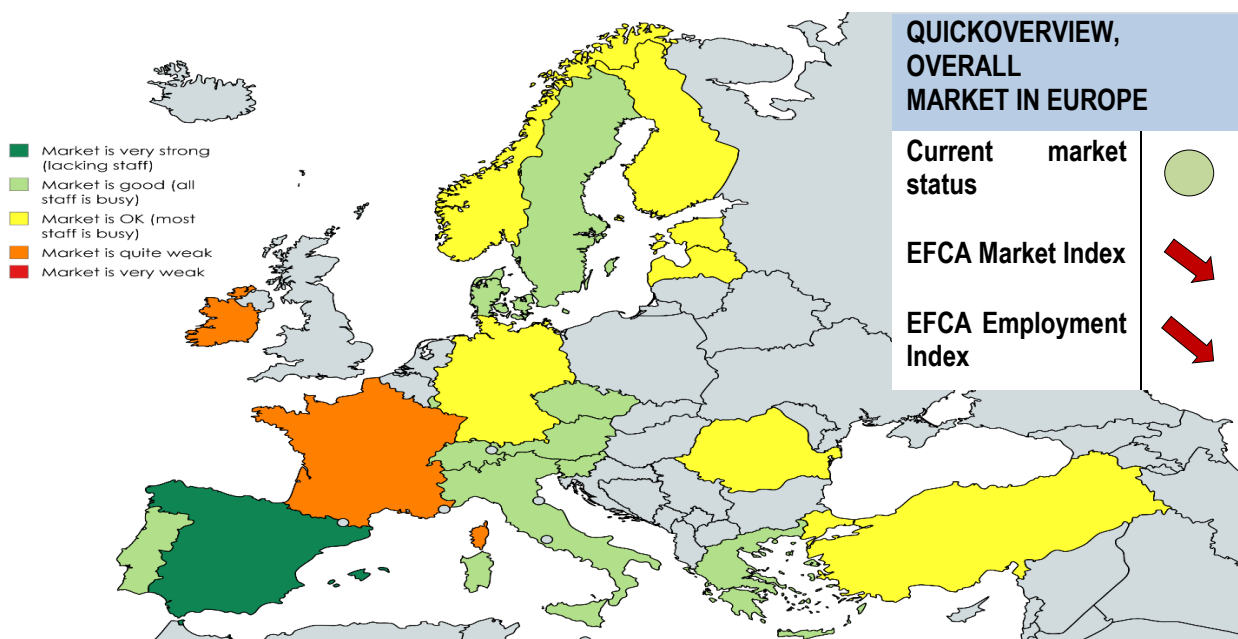 QUICKOVERVIEW,
OVERALL
MARKET IN EUROPE
Current market
status
EFCA Market Index
EFCA Employment
Index
Market is very strong
(lacking staff)
Market is good (all
staff is busy)
Market is OK (most
staff is busy)
Market is quite weak
Market is very weak